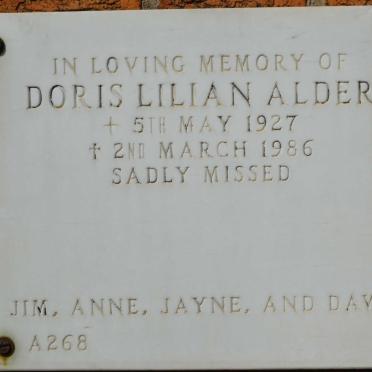 IN LOVING MEMORY OF
DORIS LILIAN ALDER
+ 5TH MAY 1927
✝ 2ND MARCH 1986
SADLY MISSED
JIM, ANNE, JAYNE, AND DAV
A268